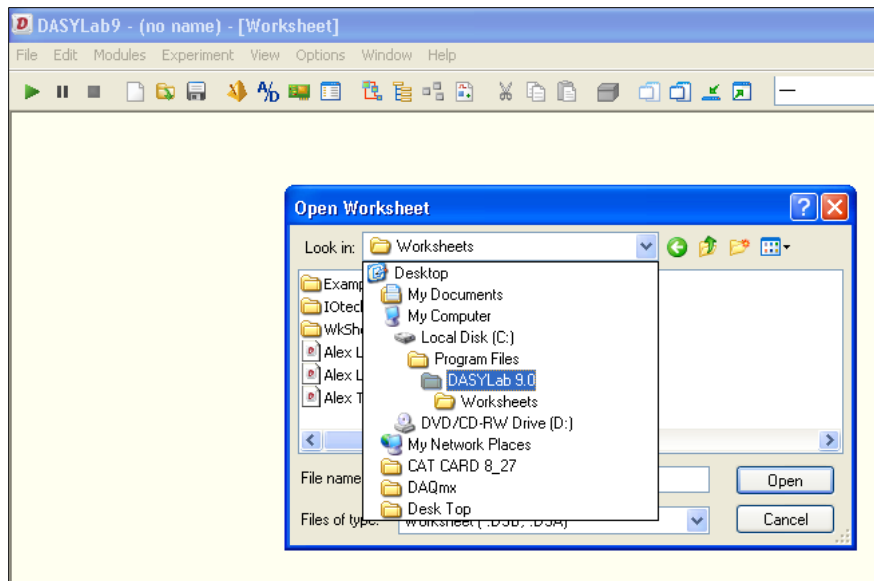 DASYLab9 - (no name) - [Worksheet]
File Edit Modules Experiment View Options Window Help
Open Worksheet
Look in: Worksheets
Desktop
My Documents
My Computer
Local Disk (C:)
Program Files
DASYLab 9.0
Worksheets
DVD/CD-RW Drive (D:)
My Network Places
CAT CARD 8_27
DAQmx
Desk Top
Examp
IOtec
WkSh
Alex L
Alex L
Alex T
File name
Open
Files of type:
Cancel